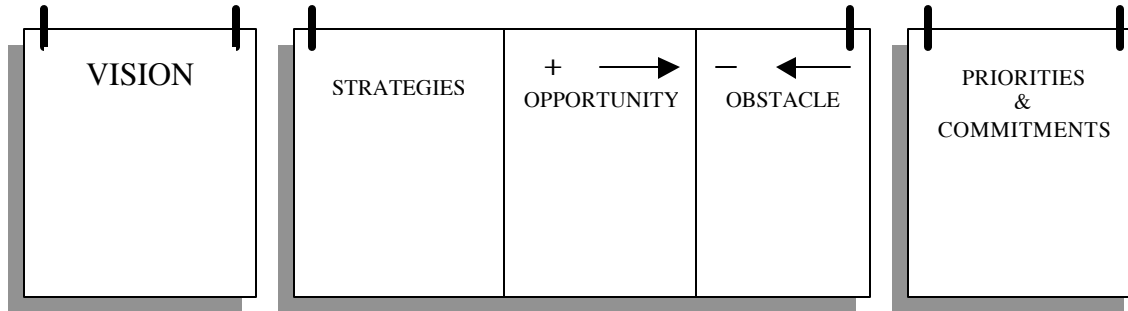 VISION
STRATEGIES
+
OPPORTUNITY
−
OBSTACLE
PRIORITIES
&
COMMITMENTS